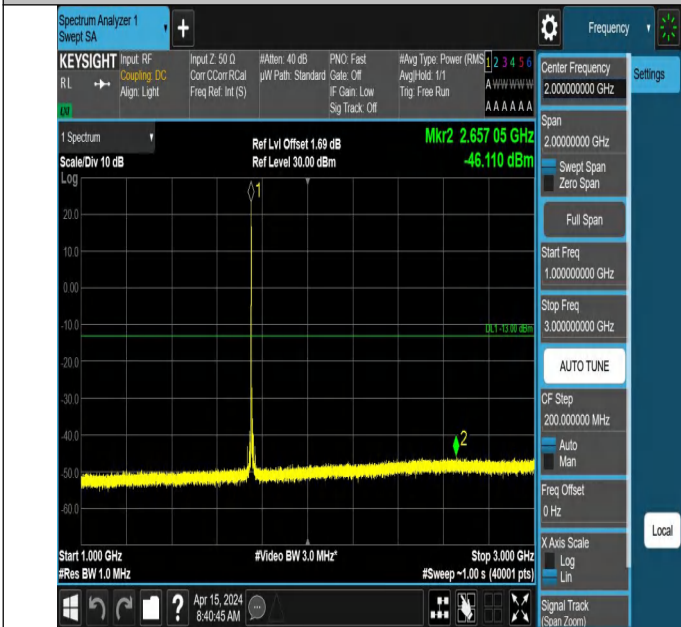 Spectrum Analyzer 1
Swept SA
+
Frequency
KEYSIGHT
RL
Input: RF
Coupling: DC
Align: Light
Input Z: 50 Ω
Corr CCorr RCal
Freq Ref: Int (S)
#Atten: 40 dB
µW Path: Standard
PNO: Fast
Gate: Off
IF Gain: Low
Sig Track: Off
#Avg Type: Power (RMS
Avg|Hold: 1/1
Trig: Free Run
1 2 3 4 5 6
A W W W W W
A A A A A A
1 Spectrum
Scale/Div 10 dB
Log
Ref Lvl Offset 1.69 dB
Ref Level 30.00 dBm
Mkr2 2.657 05 GHz
-46.110 dBm
1
20.0
10.0
0.00
-10.0
DL1 -13.00 dBm
-20.0
-30.0
-40.0
2
-50.0
-60.0
Start 1.000 GHz
#Res BW 1.0 MHz
#Video BW 3.0 MHz*
Stop 3.000 GHz
#Sweep ~1.00 s (40001 pts)
?
Apr 15, 2024
8:40:45 AM
Center Frequency
2.000000000 GHz
Settings
Span
2.00000000 GHz
Swept Span
Zero Span
Full Span
Start Freq
1.000000000 GHz
Stop Freq
3.000000000 GHz
AUTO TUNE
CF Step
200.000000 MHz
Auto
Man
Freq Offset
0 Hz
X Axis Scale
Log
Lin
Local
Signal Track
(Span Zoom)